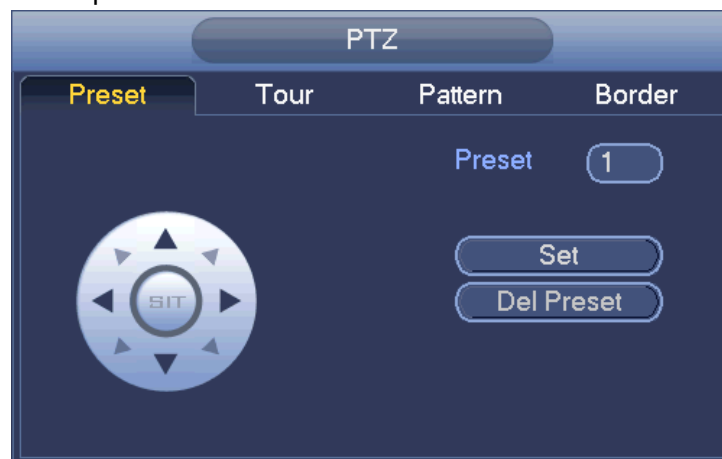 PTZ
Preset Tour Pattern Border
Preset 1
Set
SIT
Del Preset